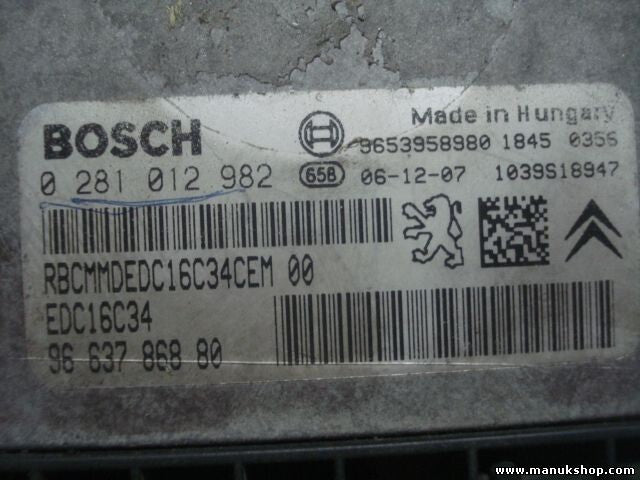 BOSCH
Made in Hungary
9653958980 1845 0356
0 281 012 982
658 06-12-07 1039S18947
RBCMMDEDC16C34CEM 00
EDC16C34
96 637 868 80
www.manukshop.com